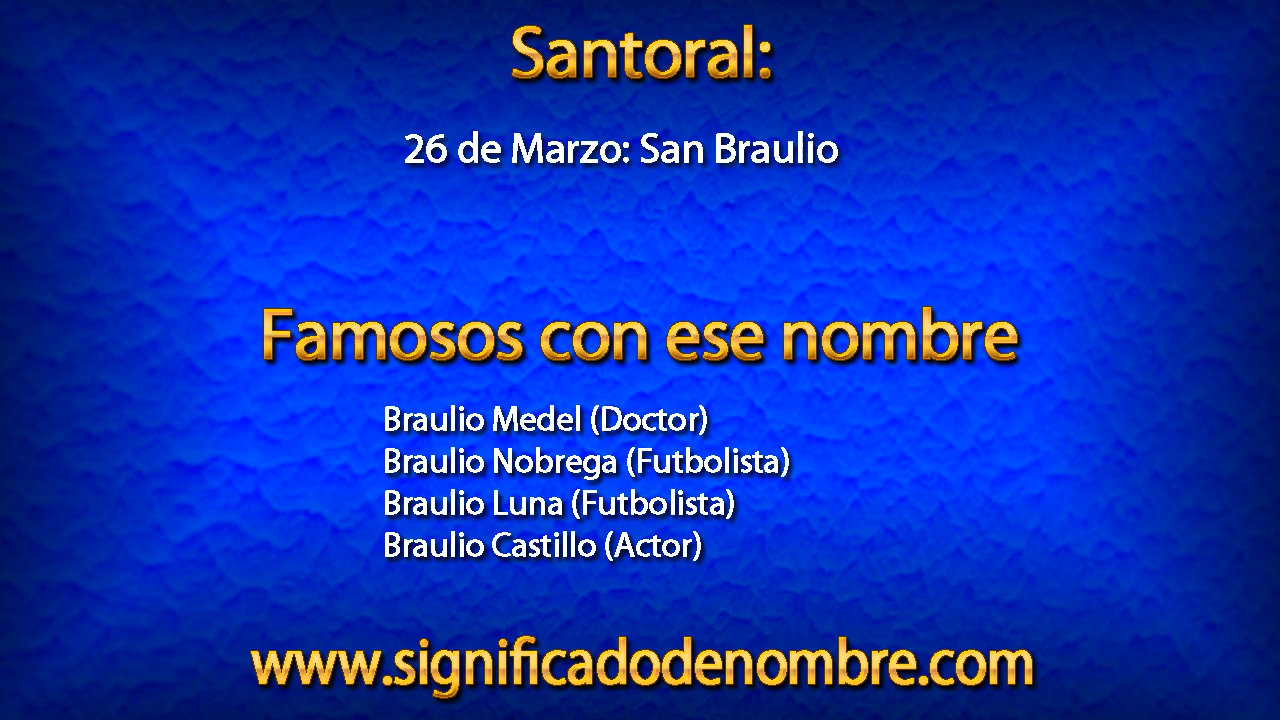 Santoral:
26 de Marzo: San Braulio
Famosos con ese nombre
Braulio Medel (Doctor)
Braulio Nobrega (Futbolista)
Braulio Luna (Futbolista)
Braulio Castillo (Actor)
www.significadodenombre.com